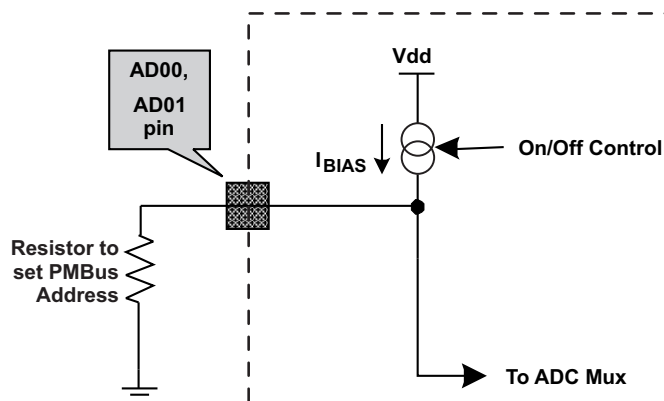 AD00,
AD01
pin
Vdd
IBIAS
On/Off Control
Resistor to
set PMBus
Address
To ADC Mux